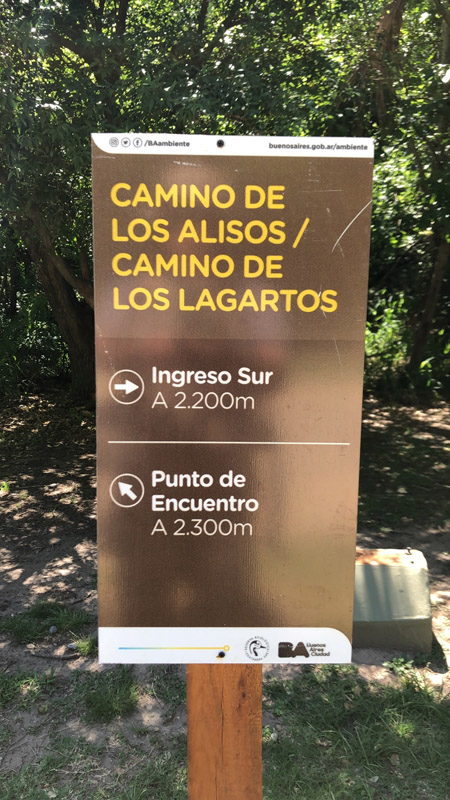 /BAambiente
buenosaires.gob.ar/ambiente
CAMINO DE
LOS ALISOS /
CAMINO DE
LOS LAGARTOS
Ingreso Sur
A 2.200m
Punto de
Encuentro
A 2.300m
BA
Buenos
Aires
Ciudad